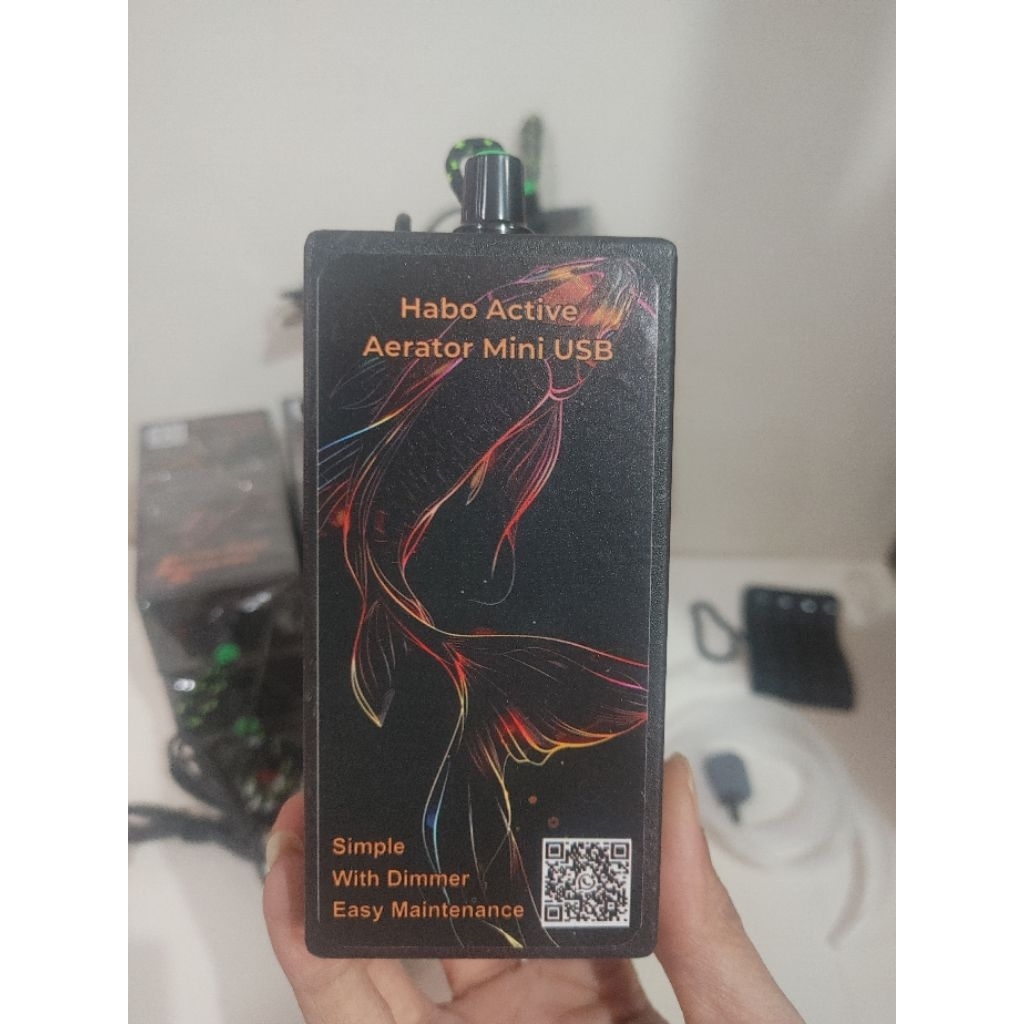 Habo Active
Aerator Mini USB
Simple
With Dimmer
Easy Maintenance